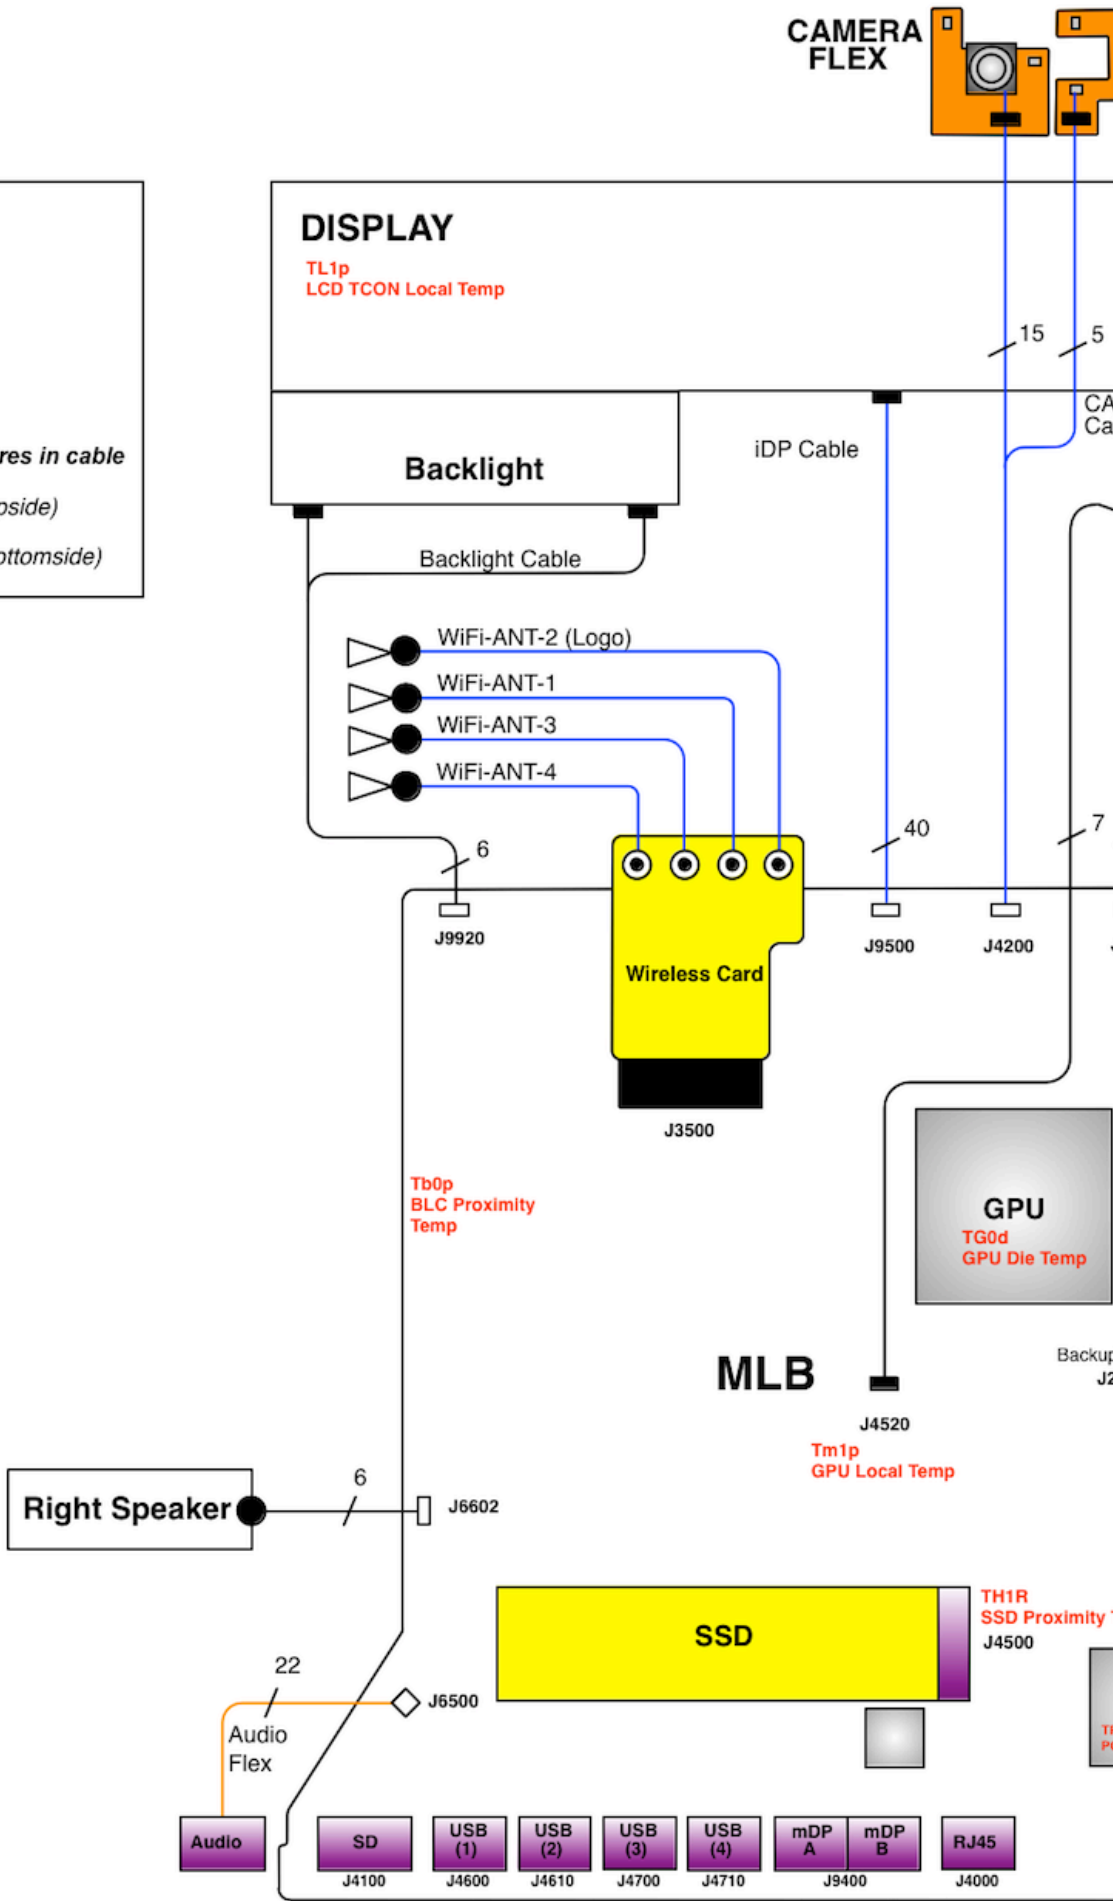 CAMERA
FLEX
DISPLAY
TL1p
LCD TCON Local Temp
15
5
iDP Cable
res in cable
Backlight
Backlight Cable
WiFi-ANT-2 (Logo)
WiFi-ANT-1
WiFi-ANT-3
WiFi-ANT-4
6
40
7
J9920
J9500
J4200
Wireless Card
J3500
Tb0p
BLC Proximity
Temp
GPU
TG0d
GPU Die Temp
Backup
MLB
J4520
Tm1p
GPU Local Temp
Right Speaker
6
J6602
SSD
TH1R
SSD Proximity
J4500
22
J6500
Audio
Flex
Audio
SD
J4100
USB
(1)
J4600
USB
(2)
J4610
USB
(3)
J4700
USB
(4)
J4710
mDP
A
mDP
B
J9400
RJ45
J4000